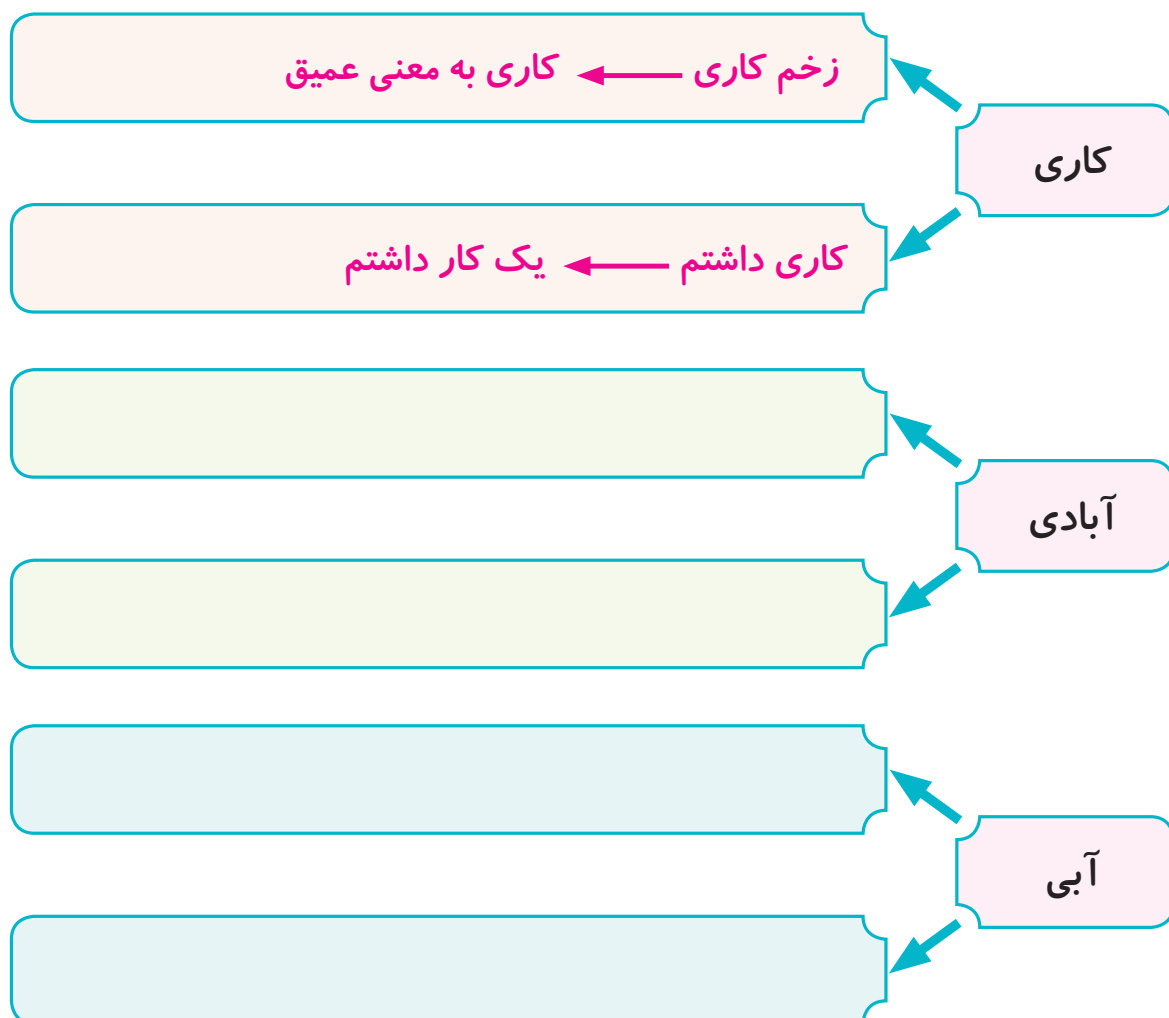 کاری
زخم کاری ← کاری به معنی عمیق
کاری داشتم ← یک کار داشتم
آبادی
آبی